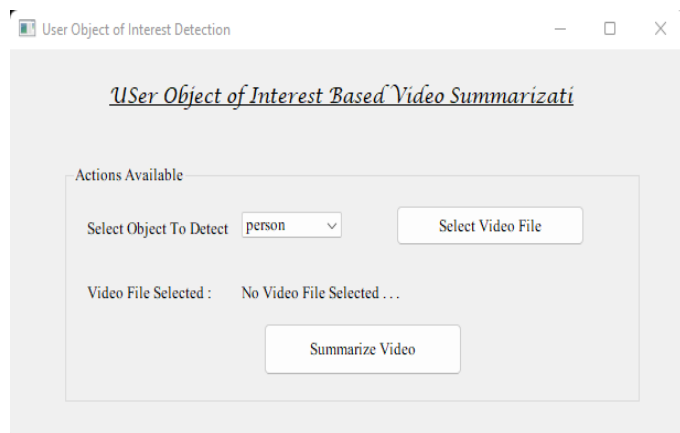 User Object of Interest Detection
USer Object of Interest Based Video Summarizati
Actions Available
Select Object To Detect person Select Video File
Video File Selected : No Video File Selected . . .
Summarize Video